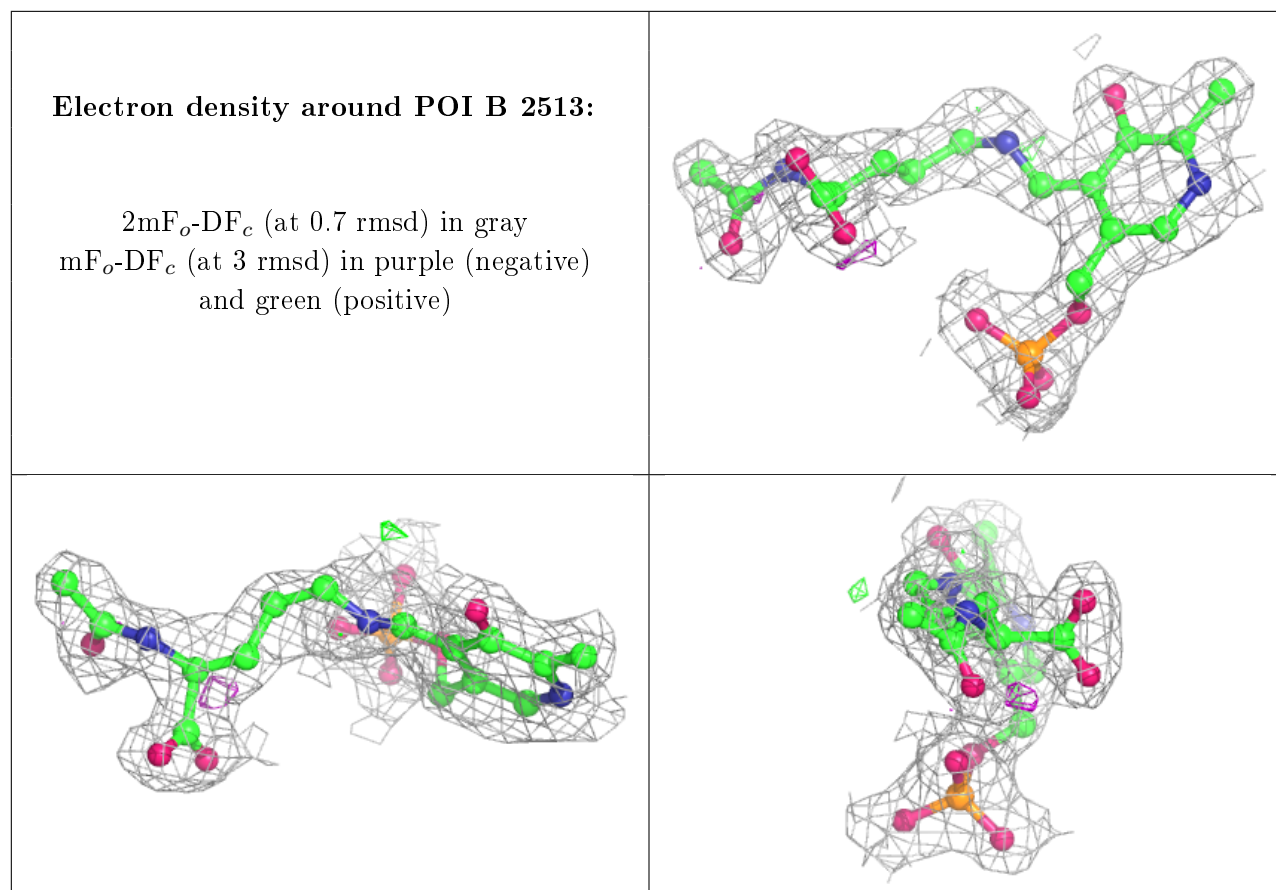 Electron density around POI B 2513:
2mFₒ-DF𝒸 (at 0.7 rmsd) in gray
mFₒ-DF𝒸 (at 3 rmsd) in purple (negative)
and green (positive)